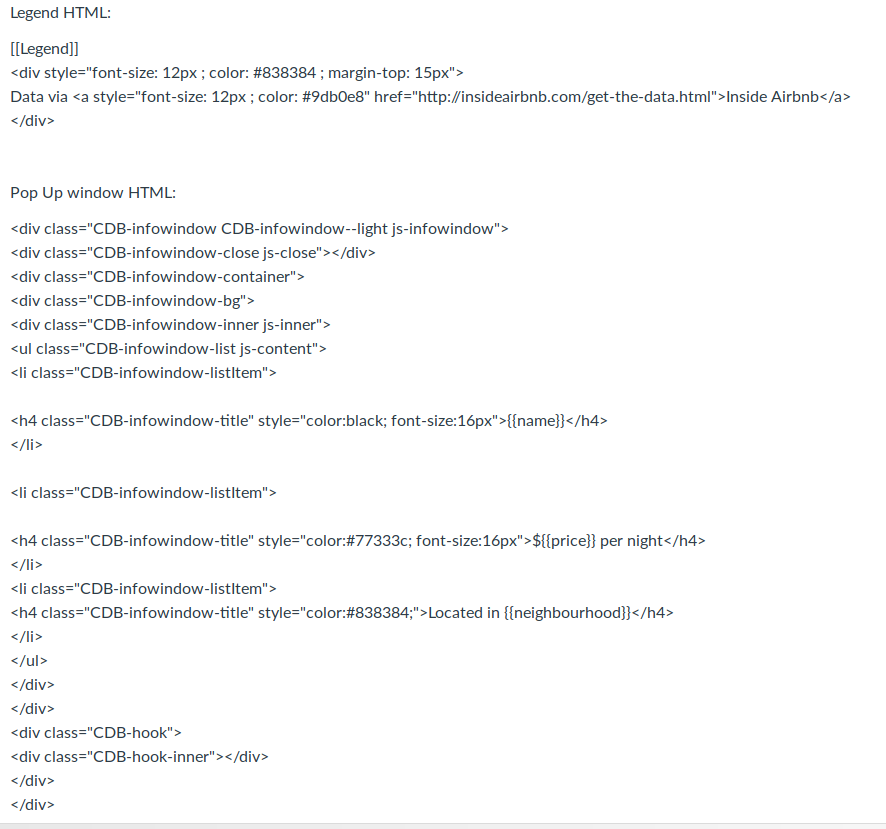 Legend HTML:
[[Legend]]
<div style="font-size: 12px ; color: #838384 ; margin-top: 15px">
Data via <a style="font-size: 12px ; color: #9db0e8" href="http://insideairbnb.com/get-the-data.html">Inside Airbnb</a>
</div>
Pop Up window HTML:
<div class="CDB-infowindow CDB-infowindow--light js-infowindow">
<div class="CDB-infowindow-close js-close"></div>
<div class="CDB-infowindow-container">
<div class="CDB-infowindow-bg">
<div class="CDB-infowindow-inner js-inner">
<ul class="CDB-infowindow-list js-content">
<li class="CDB-infowindow-listItem">
<h4 class="CDB-infowindow-title" style="color:black; font-size:16px">{{name}}</h4>
</li>
<li class="CDB-infowindow-listItem">
<h4 class="CDB-infowindow-title" style="color:#77333c; font-size:16px">${{price}} per night</h4>
</li>
<li class="CDB-infowindow-listItem">
<h4 class="CDB-infowindow-title" style="color:#838384;">Located in {{neighbourhood}}</h4>
</li>
</ul>
</div>
</div>
<div class="CDB-hook">
<div class="CDB-hook-inner"></div>
</div>
</div>